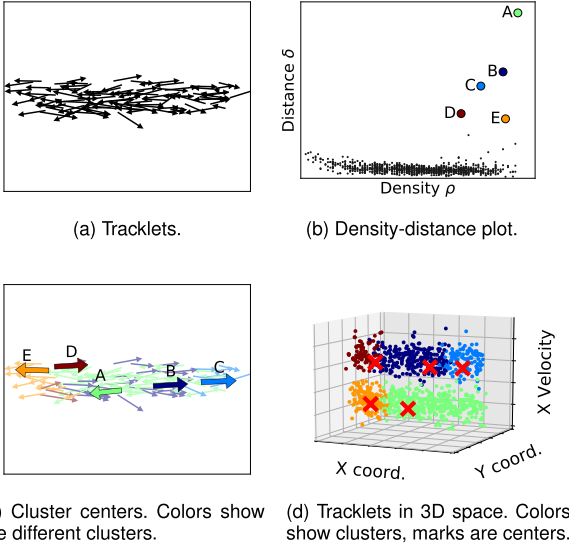 A
B
C
D
E
Distance δ
Density ρ
(a) Tracklets.
(b) Density-distance plot.
E
D
A
B
C
X Velocity
X coord.
Y coord.
) Cluster centers. Colors show
e different clusters.
(d) Tracklets in 3D space. Colors
show clusters, marks are centers.